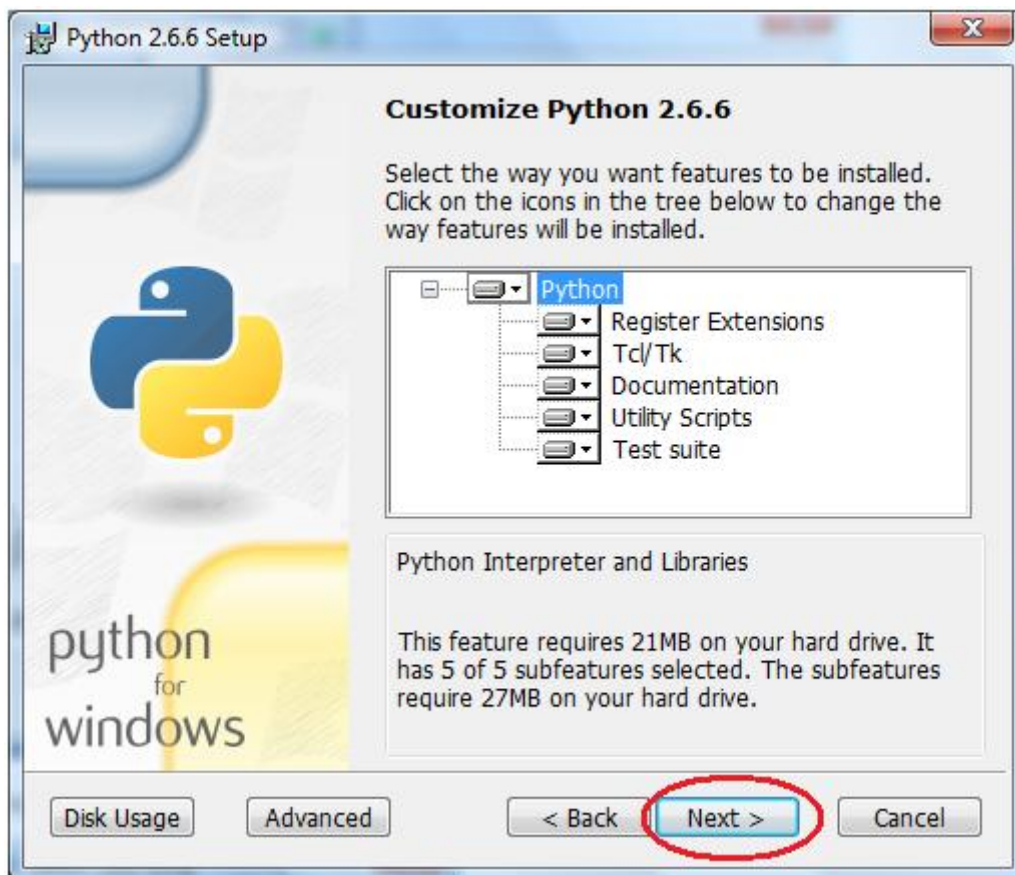 Python 2.6.6 Setup
Customize Python 2.6.6
Select the way you want features to be installed.
Click on the icons in the tree below to change the
way features will be installed.
Python
Register Extensions
Tcl/Tk
Documentation
Utility Scripts
Test suite
Python Interpreter and Libraries
This feature requires 21MB on your hard drive. It
has 5 of 5 subfeatures selected. The subfeatures
require 27MB on your hard drive.
python
for
windows
Disk Usage
Advanced
< Back
Next >
Cancel